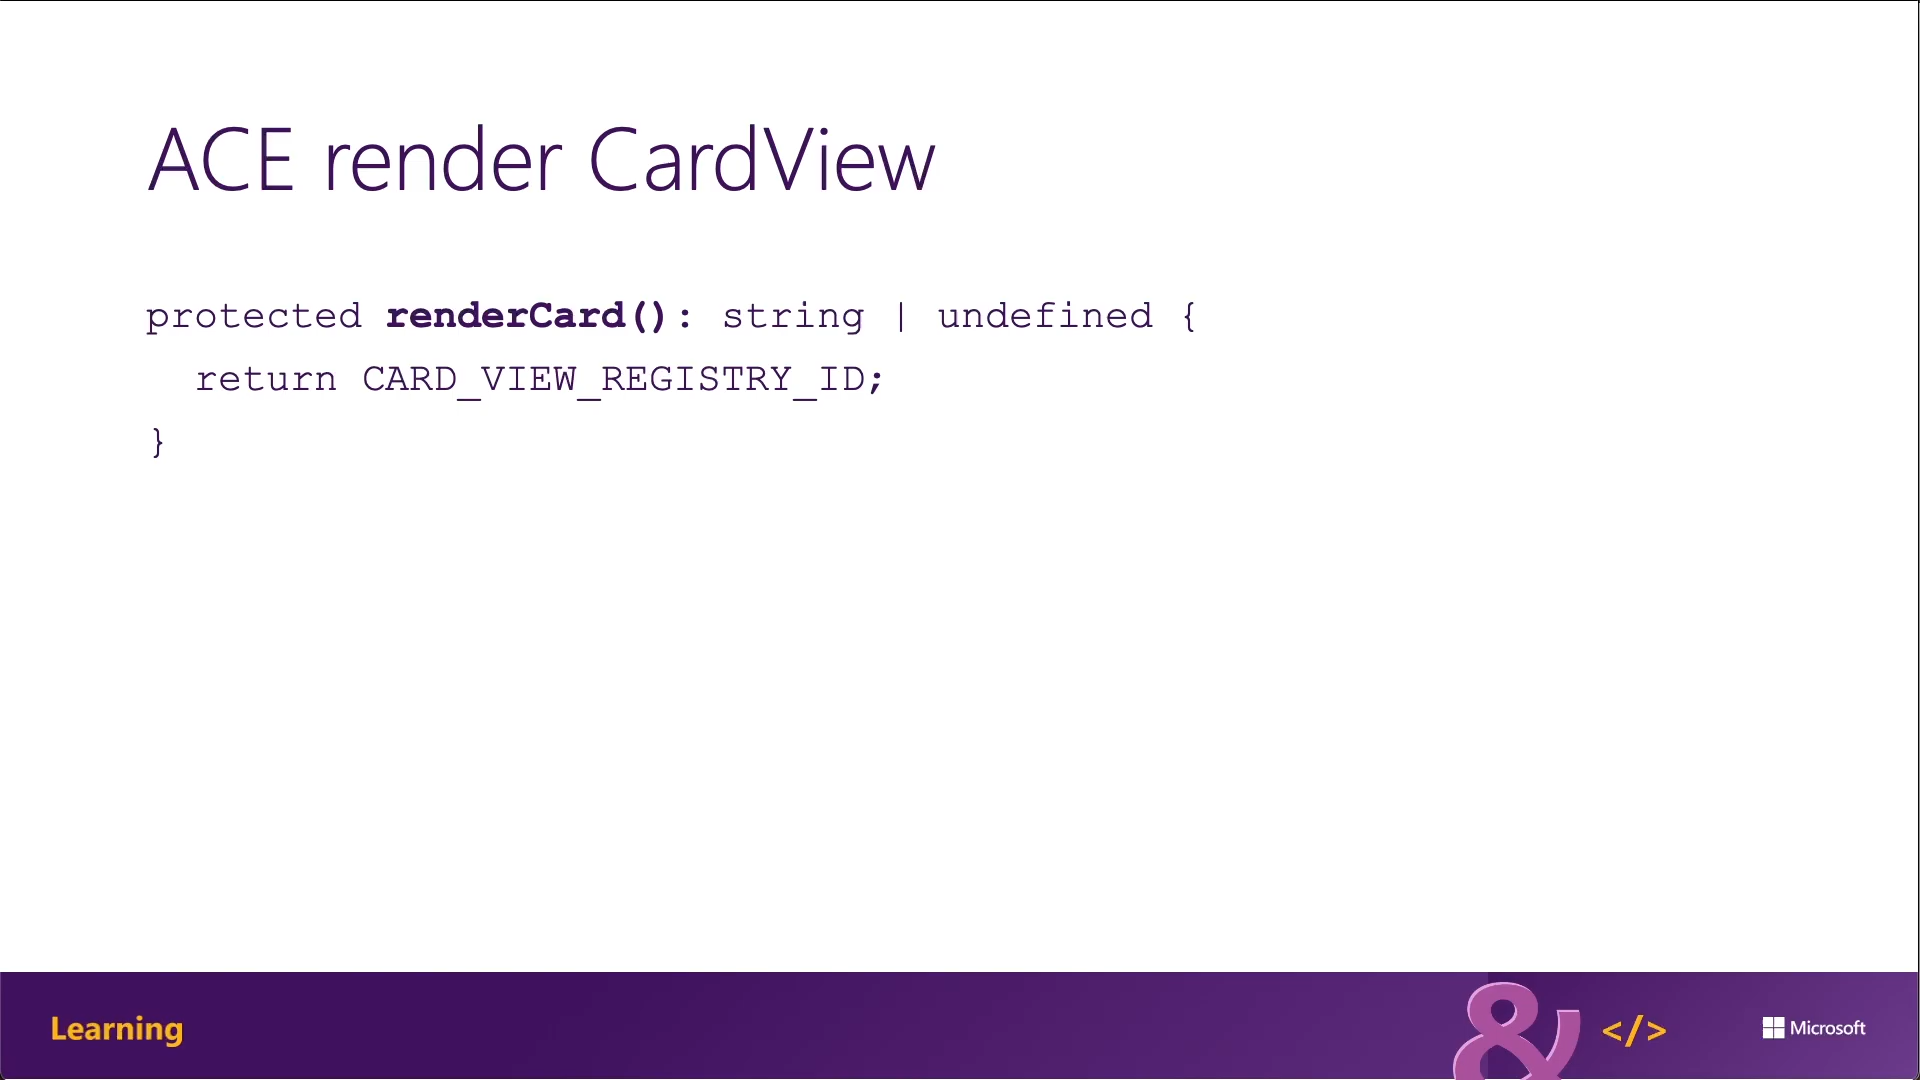 ACE render CardView
protected renderCard(): string | undefined {
return CARD_VIEW_REGISTRY_ID;
}
Learning
& </>
Microsoft